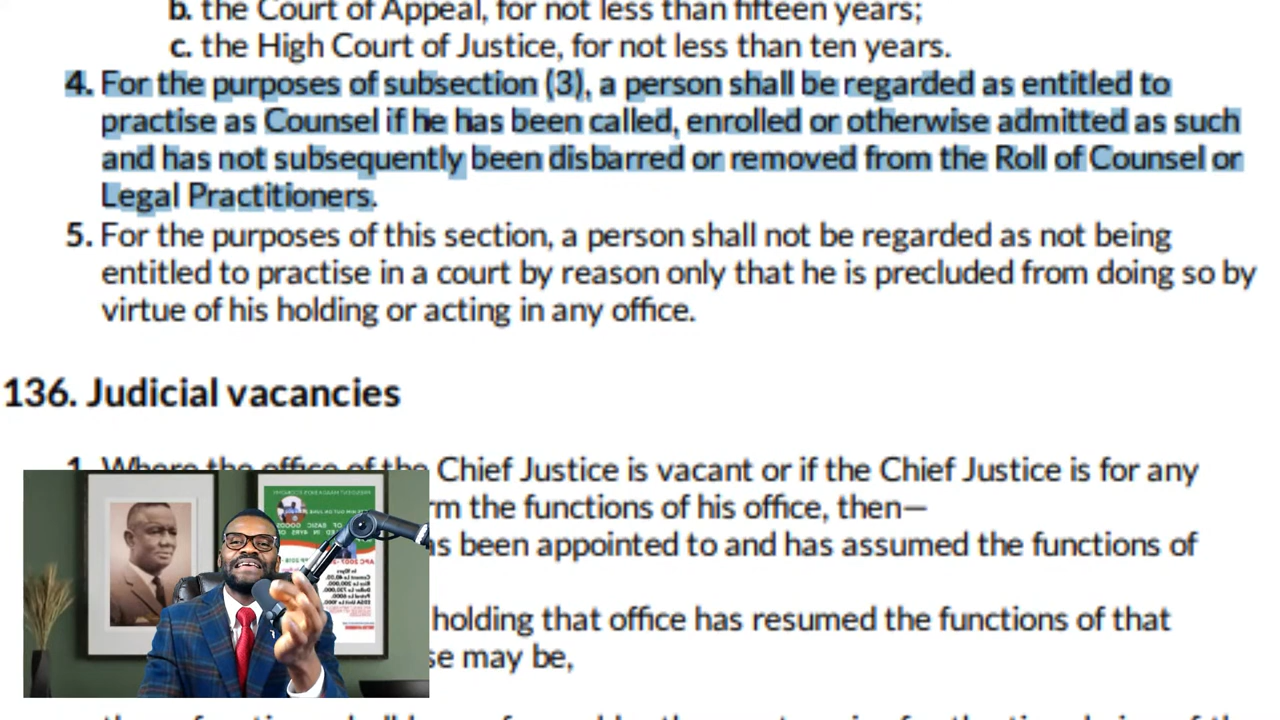 b. the Court of Appeal, for not less than fifteen years;
c. the High Court of Justice, for not less than ten years.
4. For the purposes of subsection (3), a person shall be regarded as entitled to
practise as Counsel if he has been called, enrolled or otherwise admitted as such
and has not subsequently been disbarred or removed from the Roll of Counsel or
Legal Practitioners.
5. For the purposes of this section, a person shall not be regarded as not being
entitled to practise in a court by reason only that he is precluded from doing so by
virtue of his holding or acting in any office.
136. Judicial vacancies
1. Where the office of the Chief Justice is vacant or if the Chief Justice is for any
the functions of his office, then—
been appointed to and has assumed the functions of
holding that office has resumed the functions of that
may be,